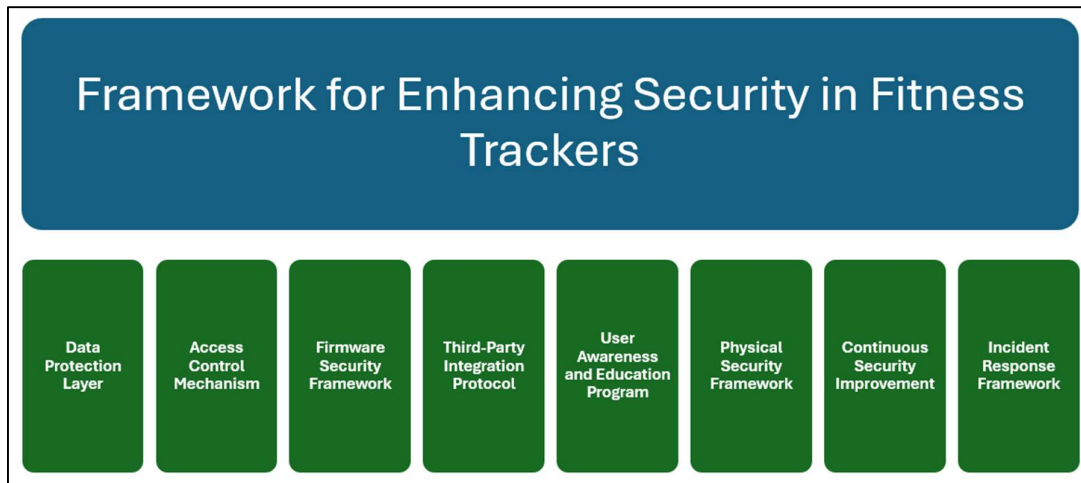 Framework for Enhancing Security in Fitness
Trackers
Data
Protection
Layer
Access
Control
Mechanism
Firmware
Security
Framework
Third-Party
Integration
Protocol
User
Awareness
and Education
Program
Physical
Security
Framework
Continuous
Security
Improvement
Incident
Response
Framework